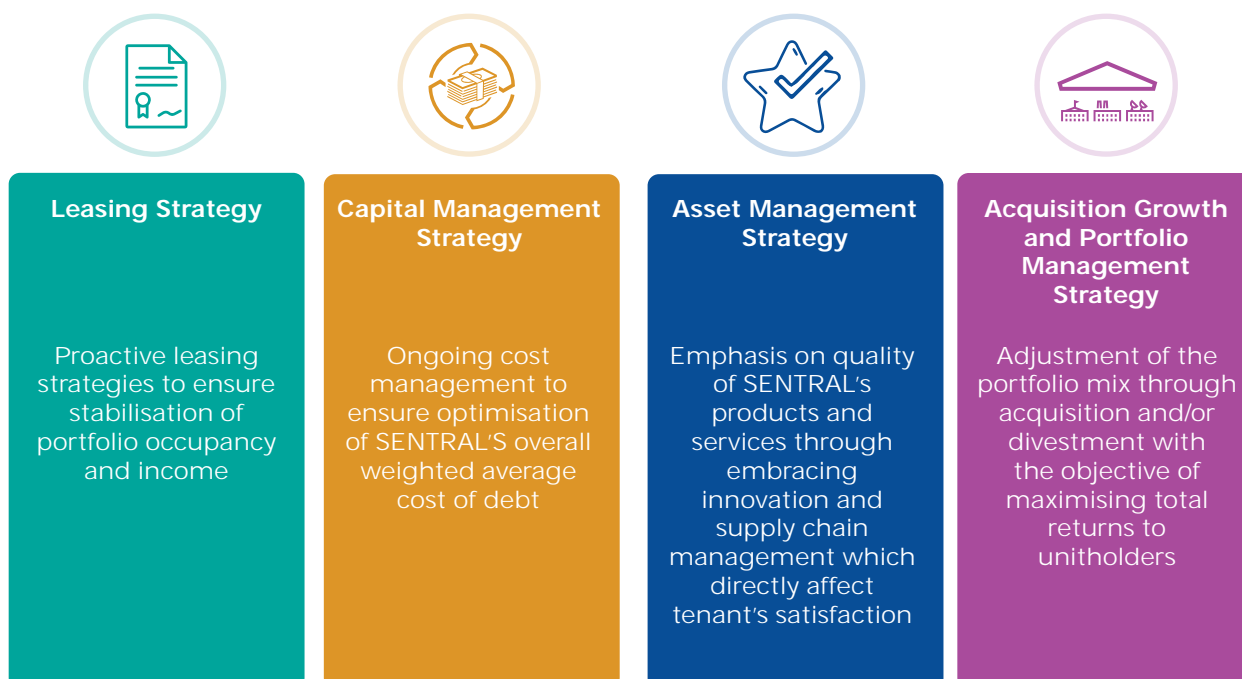 Leasing Strategy
Proactive leasing
strategies to ensure
stabilisation of
portfolio occupancy
and income
Capital Management
Strategy
Ongoing cost
management to
ensure optimisation
of SENTRAL'S overall
weighted average
cost of debt
Asset Management
Strategy
Emphasis on quality
of SENTRAL's
products and
services through
embracing
innovation and
supply chain
management which
directly affect
tenant's satisfaction
Acquisition Growth
and Portfolio
Management
Strategy
Adjustment of the
portfolio mix through
acquisition and/or
divestment with
the objective of
maximising total
returns to
unitholders